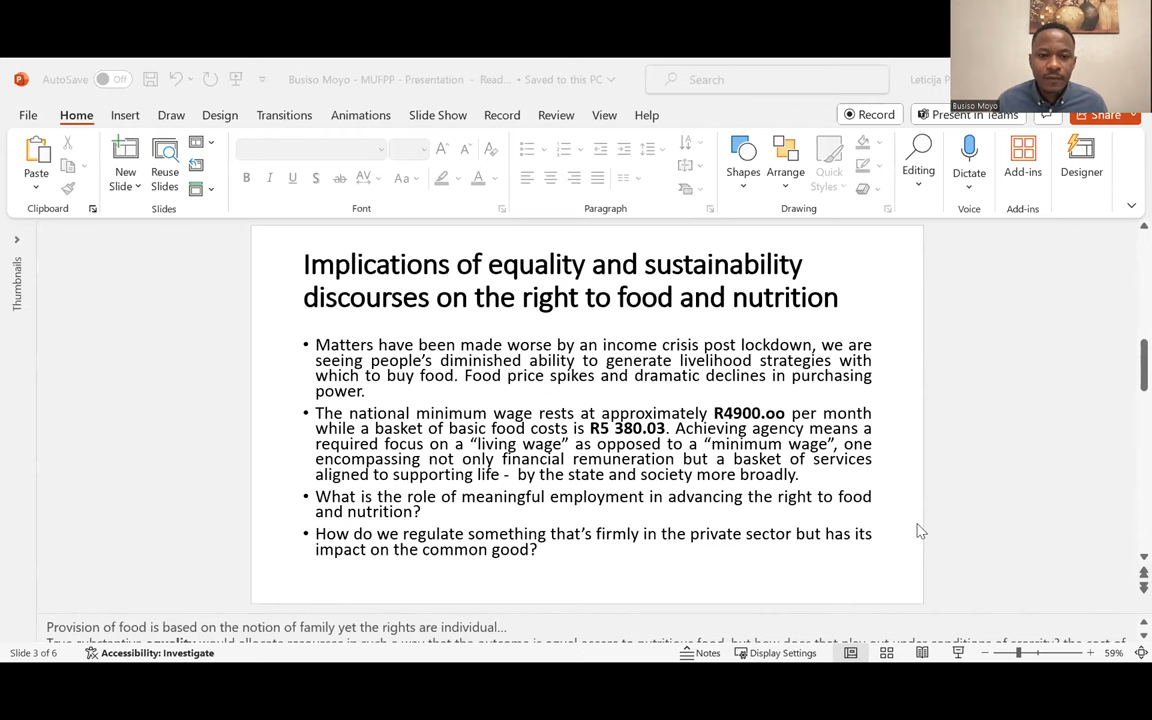 AutoSave Off Busiso Moyo - MUFPP - Presentation - Read... • Saved to this PC Search Leticija P
Busiso Moyo
File Home Insert Draw Design Transitions Animations Slide Show Record Review View Help Record Present in Teams Share
Paste
Clipboard
New Slide
Reuse Slides
Slides
Font
Paragraph
Shapes
Arrange
Quick Styles
Drawing
Editing
Dictate
Voice
Add-ins
Add-ins
Designer
Thumbnails
Implications of equality and sustainability
discourses on the right to food and nutrition
• Matters have been made worse by an income crisis post lockdown, we are
seeing people's diminished ability to generate livelihood strategies with
which to buy food. Food price spikes and dramatic declines in purchasing
power.
• The national minimum wage rests at approximately R4900.oo per month
while a basket of basic food costs is R5 380.03. Achieving agency means a
required focus on a “living wage” as opposed to a “minimum wage”, one
encompassing not only financial remuneration but a basket of services
aligned to supporting life - by the state and society more broadly.
• What is the role of meaningful employment in advancing the right to food
and nutrition?
• How do we regulate something that's firmly in the private sector but has its
impact on the common good?
Provision of food is based on the notion of family yet the rights are individual...
Slide 3 of 6 Accessibility: Investigate Notes Display Settings 59%